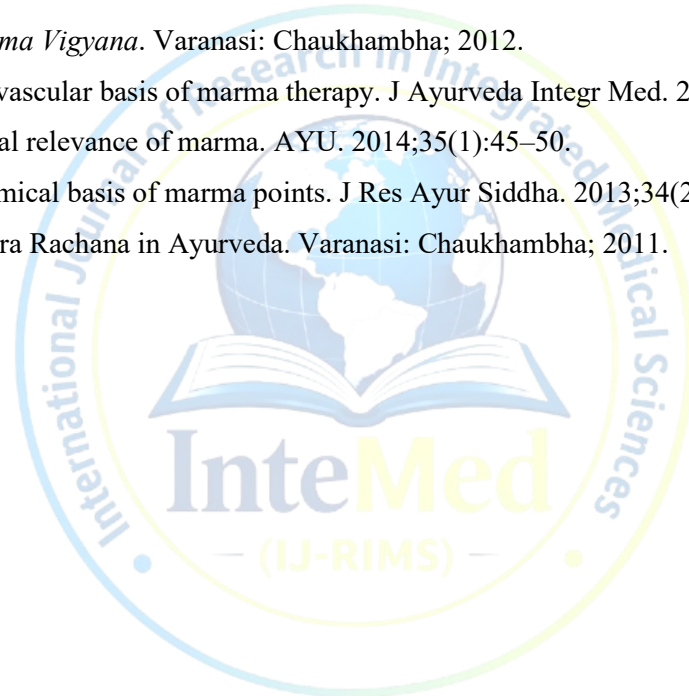 ma Vigyana. Varanasi: Chaukhambha; 2012.
vascular basis of marma therapy. J Ayurveda Integr Med. 2
al relevance of marma. AYU. 2014;35(1):45–50.
mical basis of marma points. J Res Ayur Siddha. 2013;34(2
ra Rachana in Ayurveda. Varanasi: Chaukhambha; 2011.
International Journal of Research in Integrated Medical Sciences
InteMed
(IJ-RIMS)